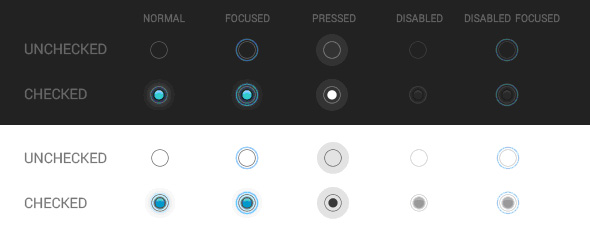 NORMAL FOCUSED PRESSED DISABLED DISABLED FOCUSED
UNCHECKED
CHECKED
UNCHECKED
CHECKED